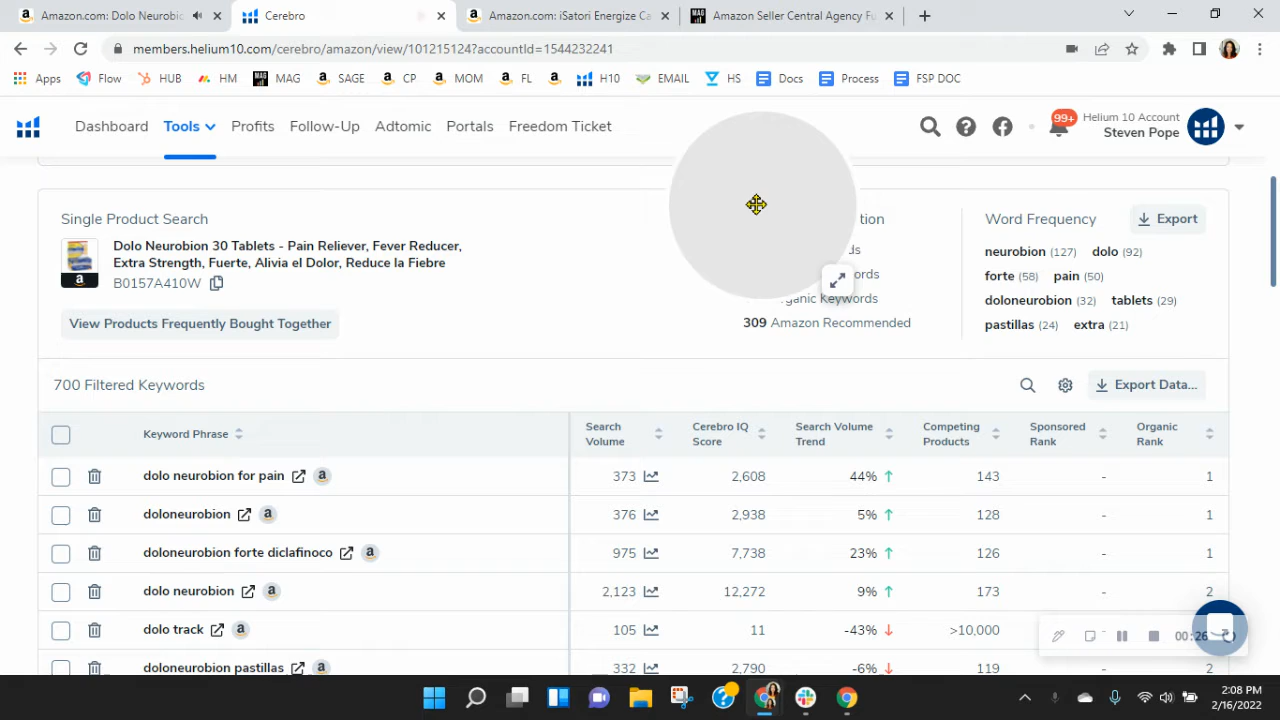 Amazon.com: Dolo Neurobic
Cerebro
Amazon.com: iSatori Energize Ca
Amazon Seller Central Agency Fu
members.helium10.com/cerebro/amazon/view/101215124?accountId=1544232241
Apps Flow HUB HM MAG SAGE CP MOM FL H10 EMAIL HS Docs Process FSP DOC
Dashboard Tools Profits Follow-Up Adtomic Portals Freedom Ticket
99+
Helium 10 Account
Steven Pope
Single Product Search
Dolo Neurobion 30 Tablets - Pain Reliever, Fever Reducer,
Extra Strength, Fuerte, Alivia el Dolor, Reduce la Fiebre
B0157A410W
View Products Frequently Bought Together
Keywords
309 Amazon Recommended
Word Frequency Export
neurobion (127) dolo (92)
forte (58) pain (50)
doloneurobion (32) tablets (29)
pastillas (24) extra (21)
700 Filtered Keywords
Export Data...
Keyword Phrase
Search Volume
Cerebro IQ Score
Search Volume Trend
Competing Products
Sponsored Rank
Organic Rank
dolo neurobion for pain 373 2,608 44% 143 - 1
doloneurobion 376 2,938 5% 128 - 1
doloneurobion forte diclafinoco 975 7,738 23% 126 - 1
dolo neurobion 2,123 12,272 9% 173 - 2
dolo track 105 11 -43% >10,000
doloneurobion pastillas 332 2,790 -6% 119 - 2
2:08 PM
2/16/2022